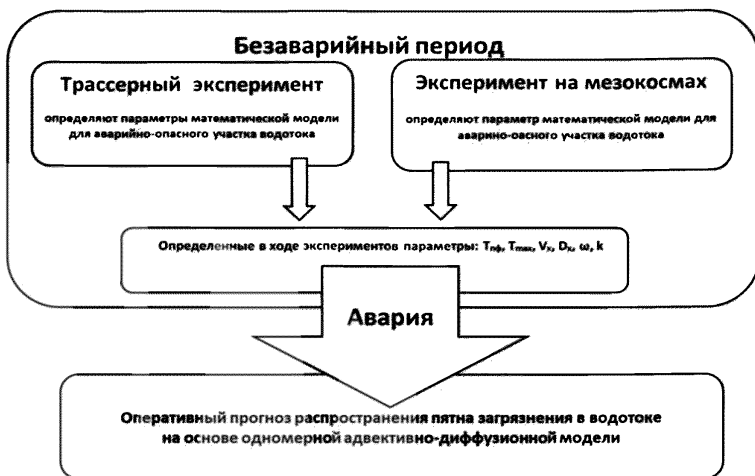 Безаварийный период
Трассерный эксперимент
определяют параметры математической модели
для аварийно-опасного участка водотока
Эксперимент на мезокосмах
определяют параметр математической модели для
аварино-оасного участка водотока
Определенные в ходе экспериментов параметры: Tпф, Tmax, Vx, Dx, ω, k
Авария
Оперативный прогноз распространения пятна загрязнения в водотоке
на основе одномерной адвективно-диффузионной модели